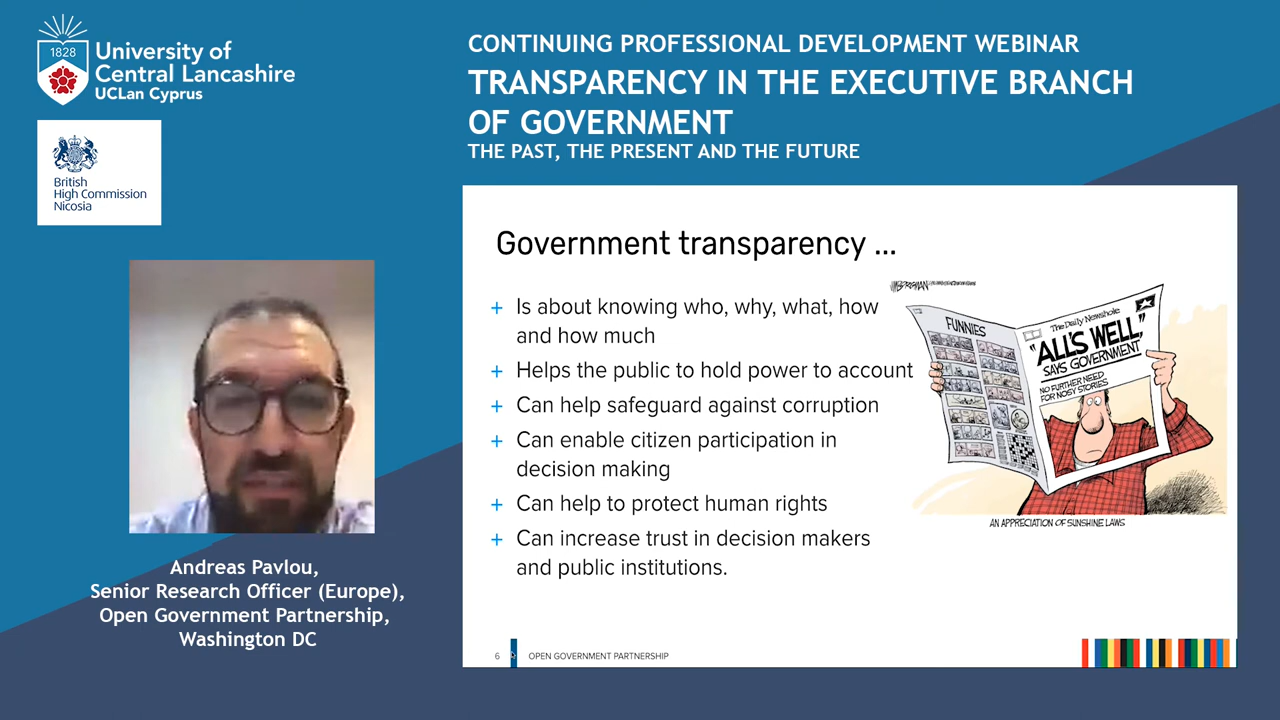 1828
University of
Central Lancashire
UCLan Cyprus
British
High Commission
Nicosia
CONTINUING PROFESSIONAL DEVELOPMENT WEBINAR
TRANSPARENCY IN THE EXECUTIVE BRANCH
OF GOVERNMENT
THE PAST, THE PRESENT AND THE FUTURE
Andreas Pavlou,
Senior Research Officer (Europe),
Open Government Partnership,
Washington DC
Government transparency ...
+ Is about knowing who, why, what, how
and how much
+ Helps the public to hold power to account
+ Can help safeguard against corruption
+ Can enable citizen participation in
decision making
+ Can help to protect human rights
+ Can increase trust in decision makers
and public institutions.
FUNNIES
The Daily Newshole
"ALL'S WELL,"
SAYS GOVERNMENT
NO FURTHER NEED
FOR NOSY STORIES
AN APPRECIATION OF SUNSHINE LAWS
6
OPEN GOVERNMENT PARTNERSHIP